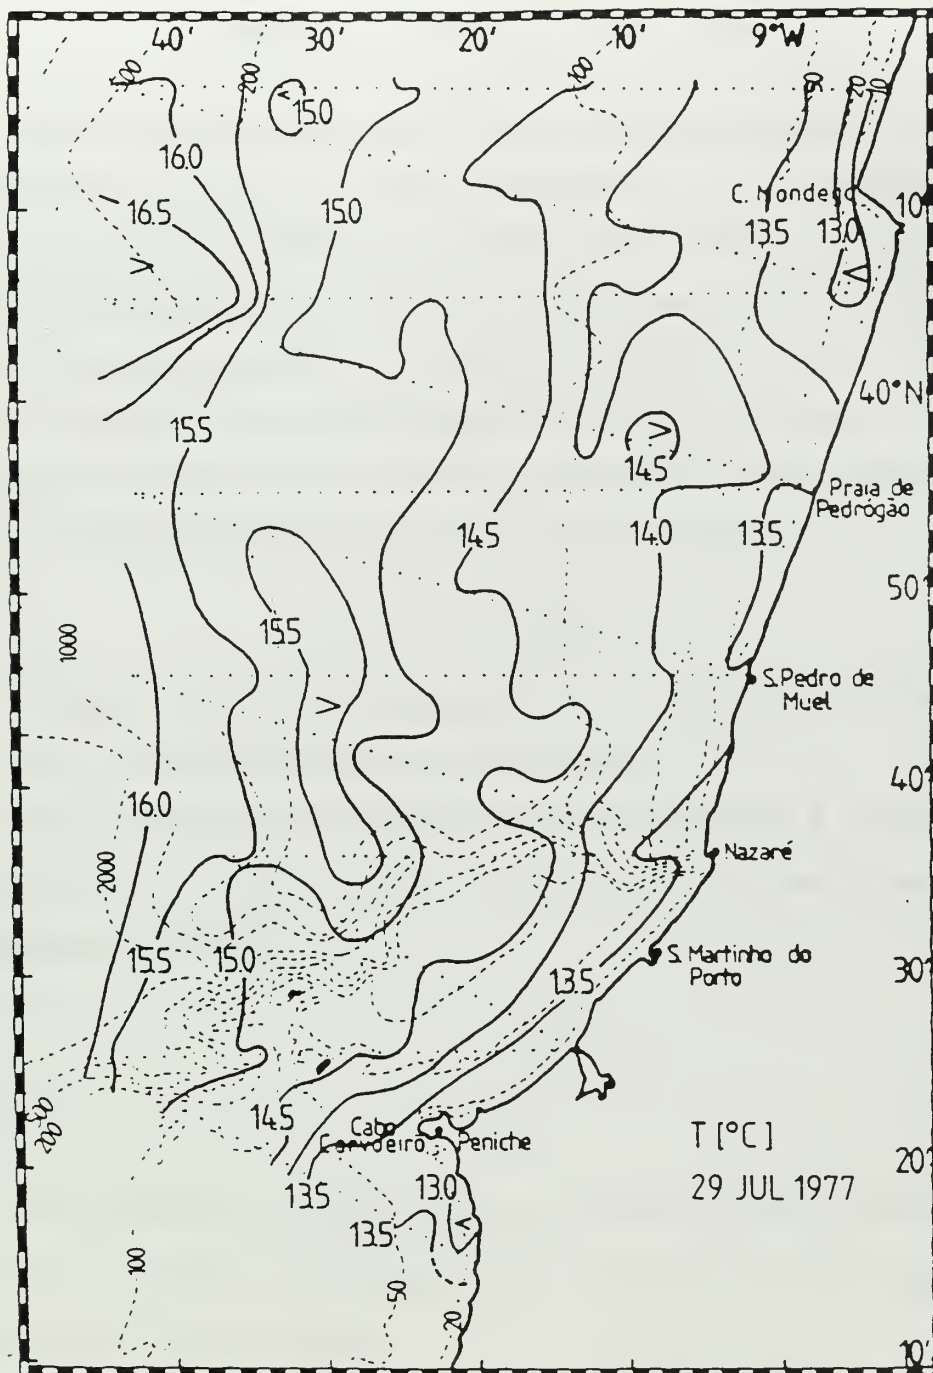 40' 30' 20' 10' 9°W
500 200 100 50 20 10
15.0
16.0
16.5 15.0 C. Mondego 10'
13.5 13.0
V V
40°N
15.5
V
14.5
Praia de
Pedrógão
14.5 14.0 13.5
50'
15.5
1000
S. Pedro de
Muel
V
40'
16.0
2000
Nazaré
15.5 15.0 13.5
S. Martinho do
Porto
30'
14.5
Cabo
Carvoeiro
Peniche
T [°C]
20'
13.5 13.0
29 JUL 1977
13.5
V
100 50 20
10'